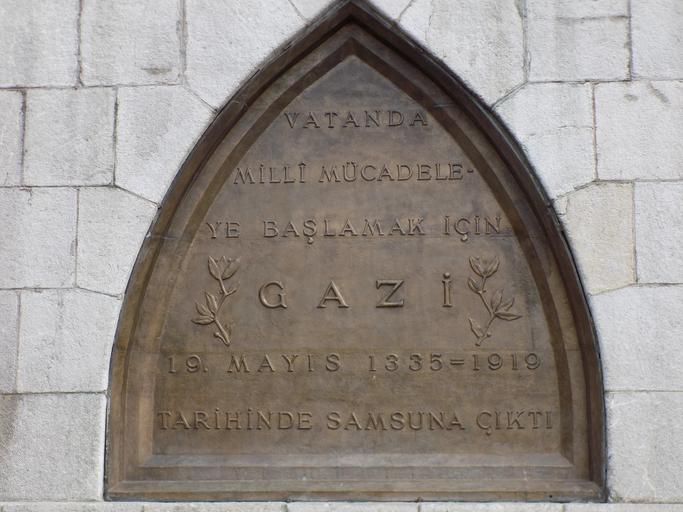 VATANDA
MİLLÎ MÜCADELE-
YE BAŞLAMAK İÇİN
GAZİ
19. MAYIS 1335=1919
TARİHİNDE SAMSUNA ÇIKTI